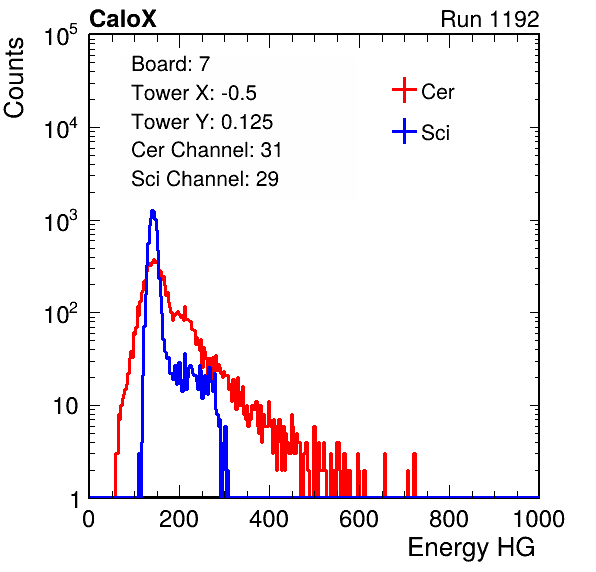 CaloX
Run 1192
Counts
Board: 7
Tower X: -0.5
Tower Y: 0.125
Cer Channel: 31
Sci Channel: 29
Cer
Sci
10^5
10^4
10^3
10^2
10
1
0 200 400 600 800 1000
Energy HG